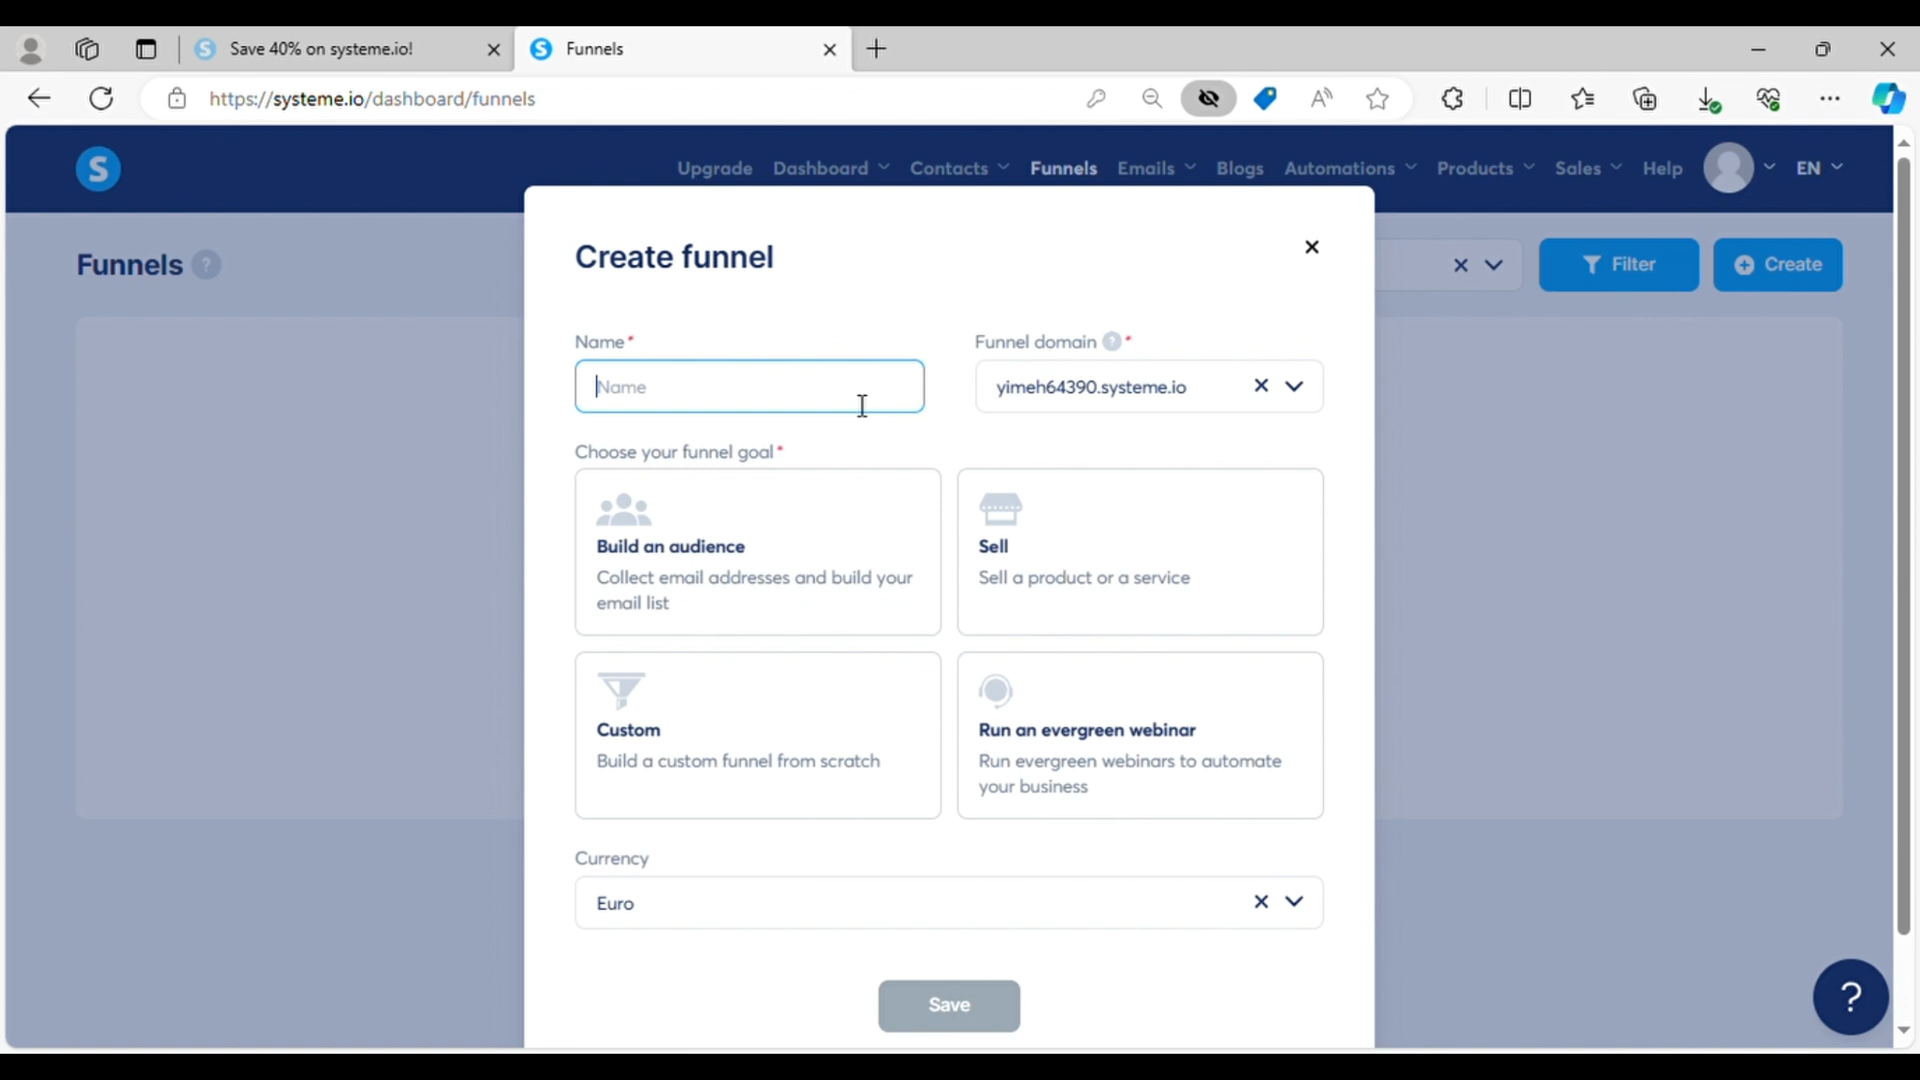 Save 40% on systeme.io!
Funnels
https://systeme.io/dashboard/funnels
S
Upgrade Dashboard Contacts Funnels Emails Blogs Automations Products Sales Help EN
Funnels ?
Filter
Create
Create funnel
Name*
Funnel domain ? *
Name
yimeh64390.systeme.io
Choose your funnel goal*
Build an audience
Collect email addresses and build your
email list
Sell
Sell a product or a service
Custom
Build a custom funnel from scratch
Run an evergreen webinar
Run evergreen webinars to automate
your business
Currency
Euro
Save
?